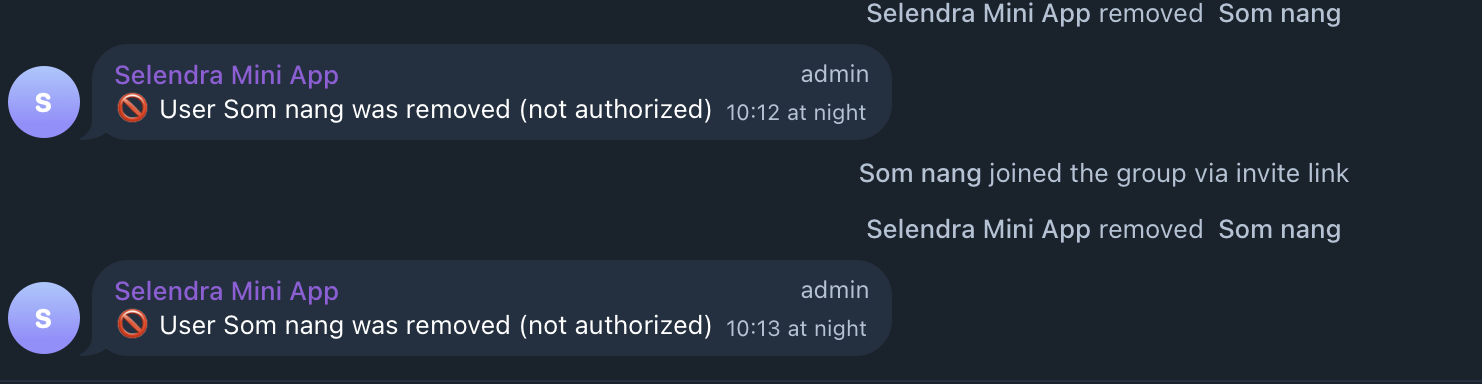 Selendra Mini App removed Som nang
S
Selendra Mini App admin
🚫 User Som nang was removed (not authorized) 10:12 at night
Som nang joined the group via invite link
Selendra Mini App removed Som nang
S
Selendra Mini App admin
🚫 User Som nang was removed (not authorized) 10:13 at night